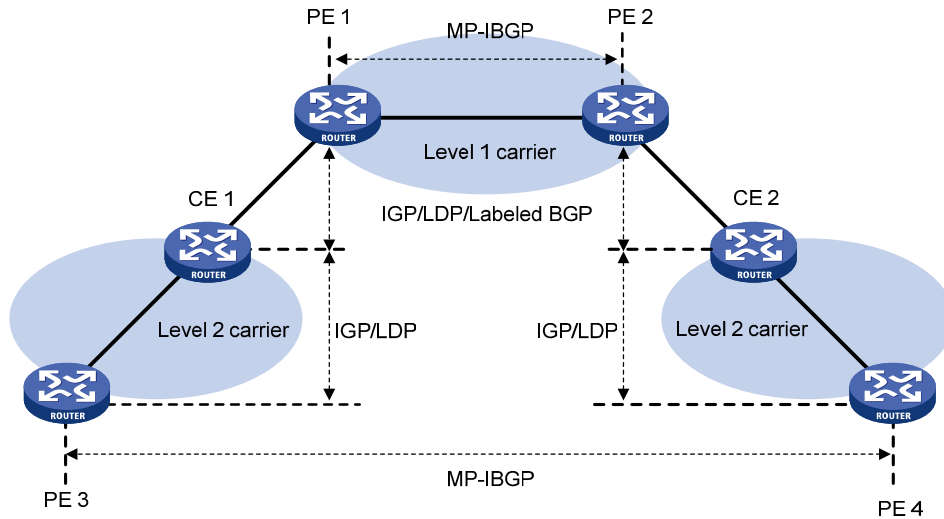 PE 1
PE 2
MP-IBGP
ROUTER
ROUTER
Level 1 carrier
CE 1
CE 2
IGP/LDP/Labeled BGP
ROUTER
ROUTER
Level 2 carrier
IGP/LDP
IGP/LDP
Level 2 carrier
ROUTER
ROUTER
MP-IBGP
PE 3
PE 4